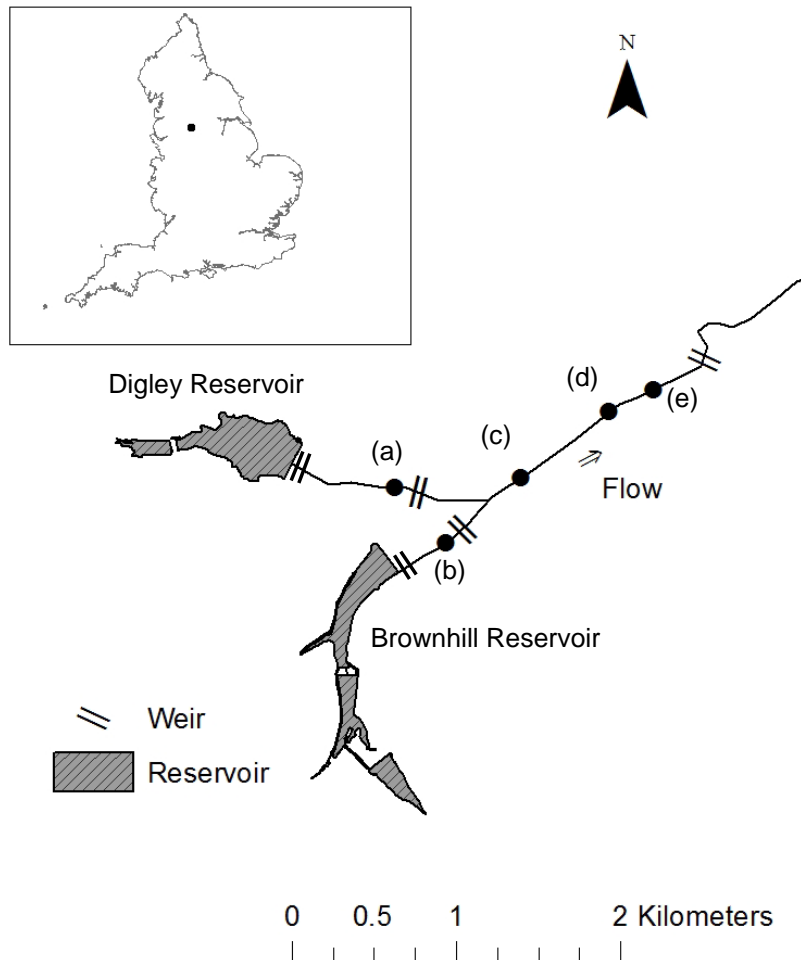 N
Digley Reservoir
(a)
(b)
(c)
(d)
(e)
Flow
Brownhill Reservoir
Weir
Reservoir
0 0.5 1 2 Kilometers